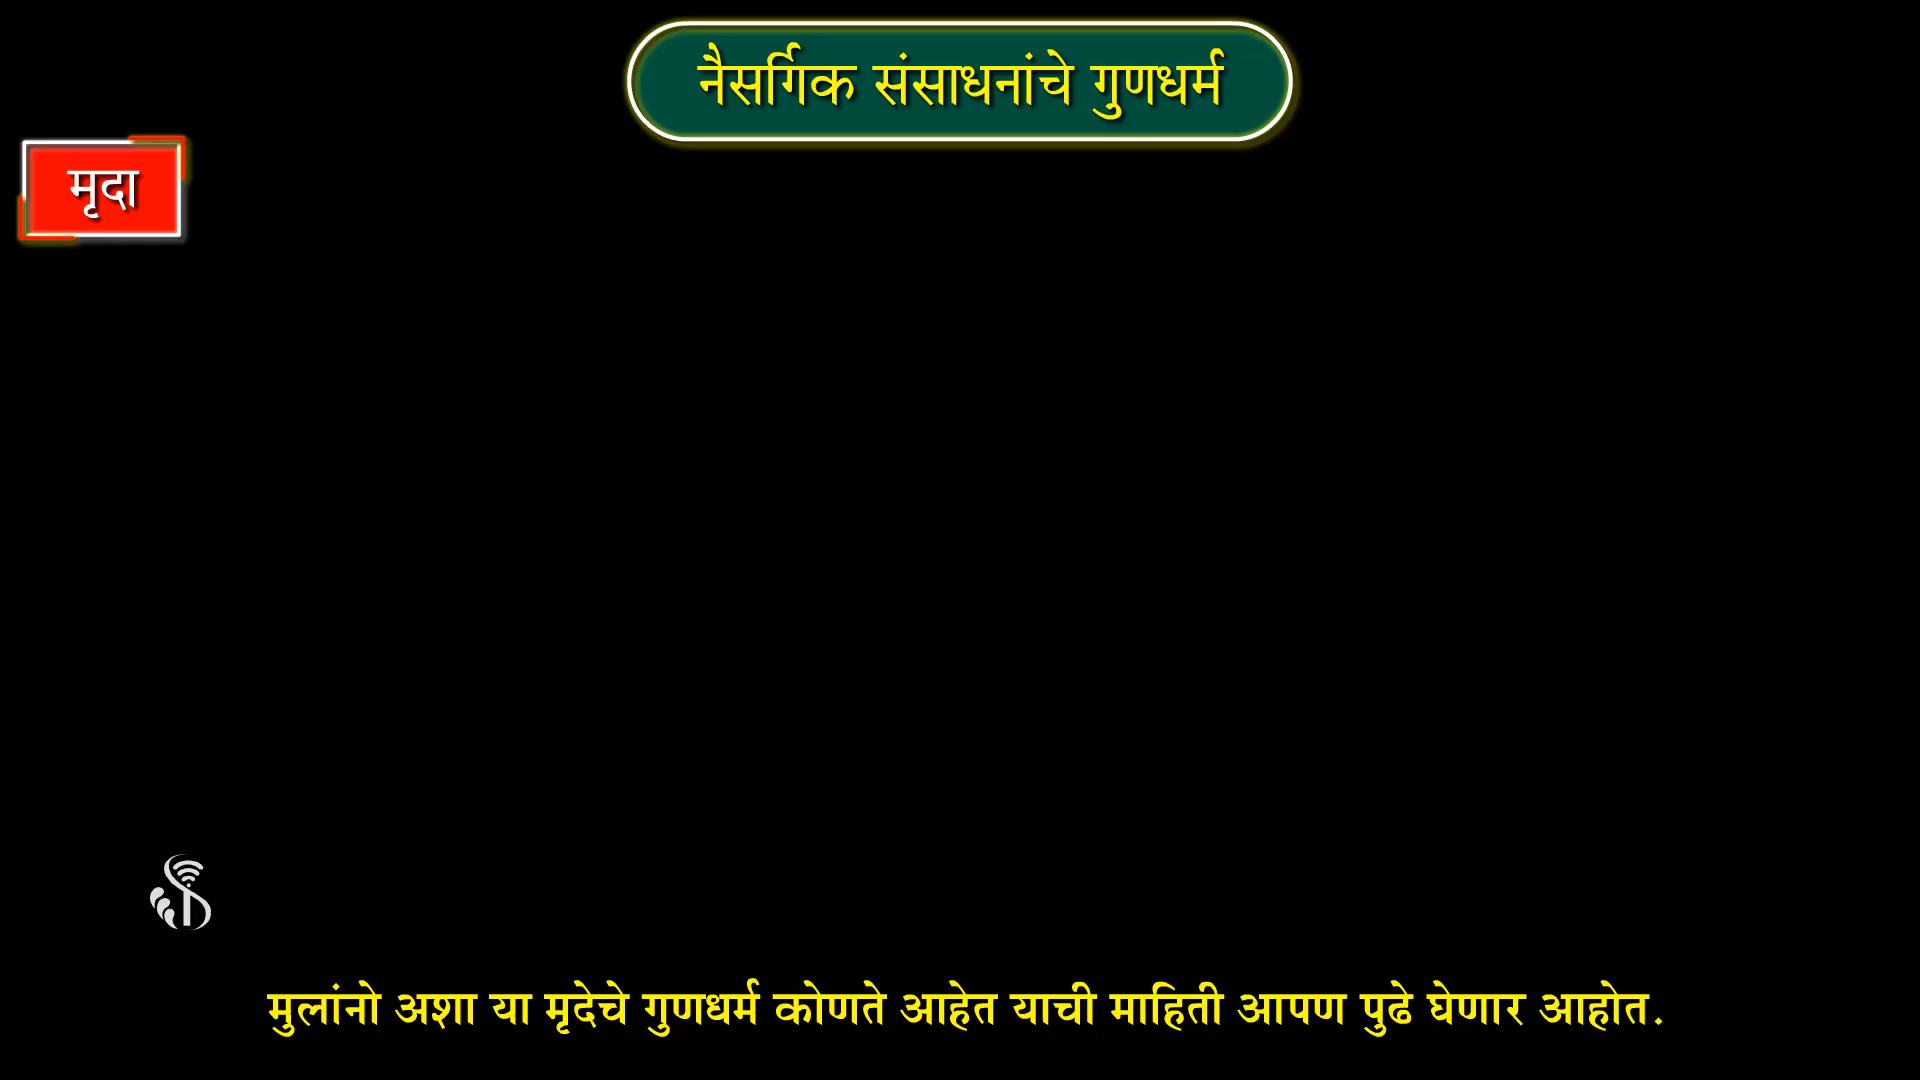 नैसर्गिक संसाधनांचे गुणधर्म
मृदा
मुलांनो अशा या मृदेचे गुणधर्म कोणते आहेत याची माहिती आपण पुढे घेणार आहोत.